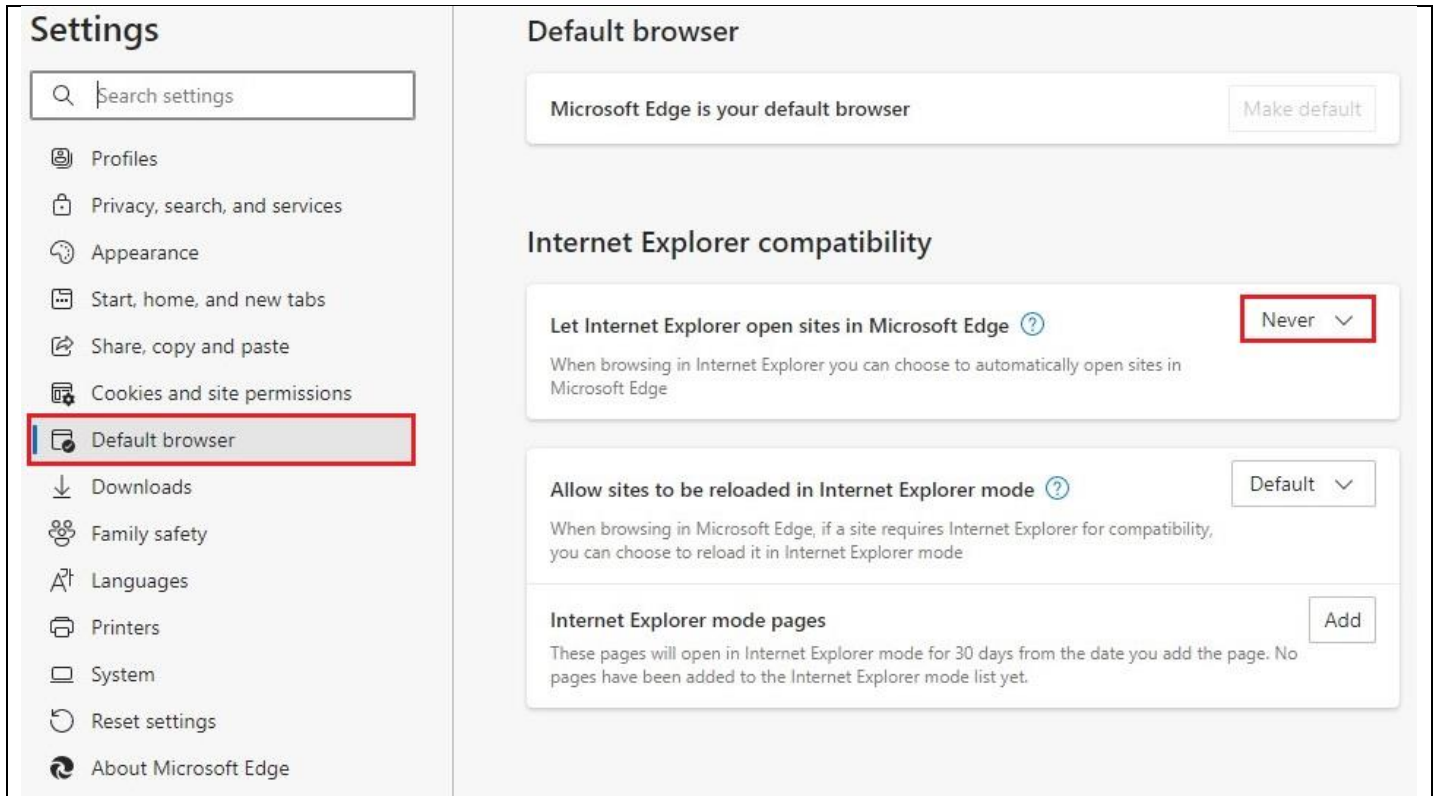 Settings
Search settings
Profiles
Privacy, search, and services
Appearance
Start, home, and new tabs
Share, copy and paste
Cookies and site permissions
Default browser
Downloads
Family safety
Languages
Printers
System
Reset settings
About Microsoft Edge
Default browser
Microsoft Edge is your default browser
Make default
Internet Explorer compatibility
Let Internet Explorer open sites in Microsoft Edge ?
Never
When browsing in Internet Explorer you can choose to automatically open sites in
Microsoft Edge
Allow sites to be reloaded in Internet Explorer mode ?
Default
When browsing in Microsoft Edge, if a site requires Internet Explorer for compatibility,
you can choose to reload it in Internet Explorer mode
Internet Explorer mode pages
Add
These pages will open in Internet Explorer mode for 30 days from the date you add the page. No
pages have been added to the Internet Explorer mode list yet.